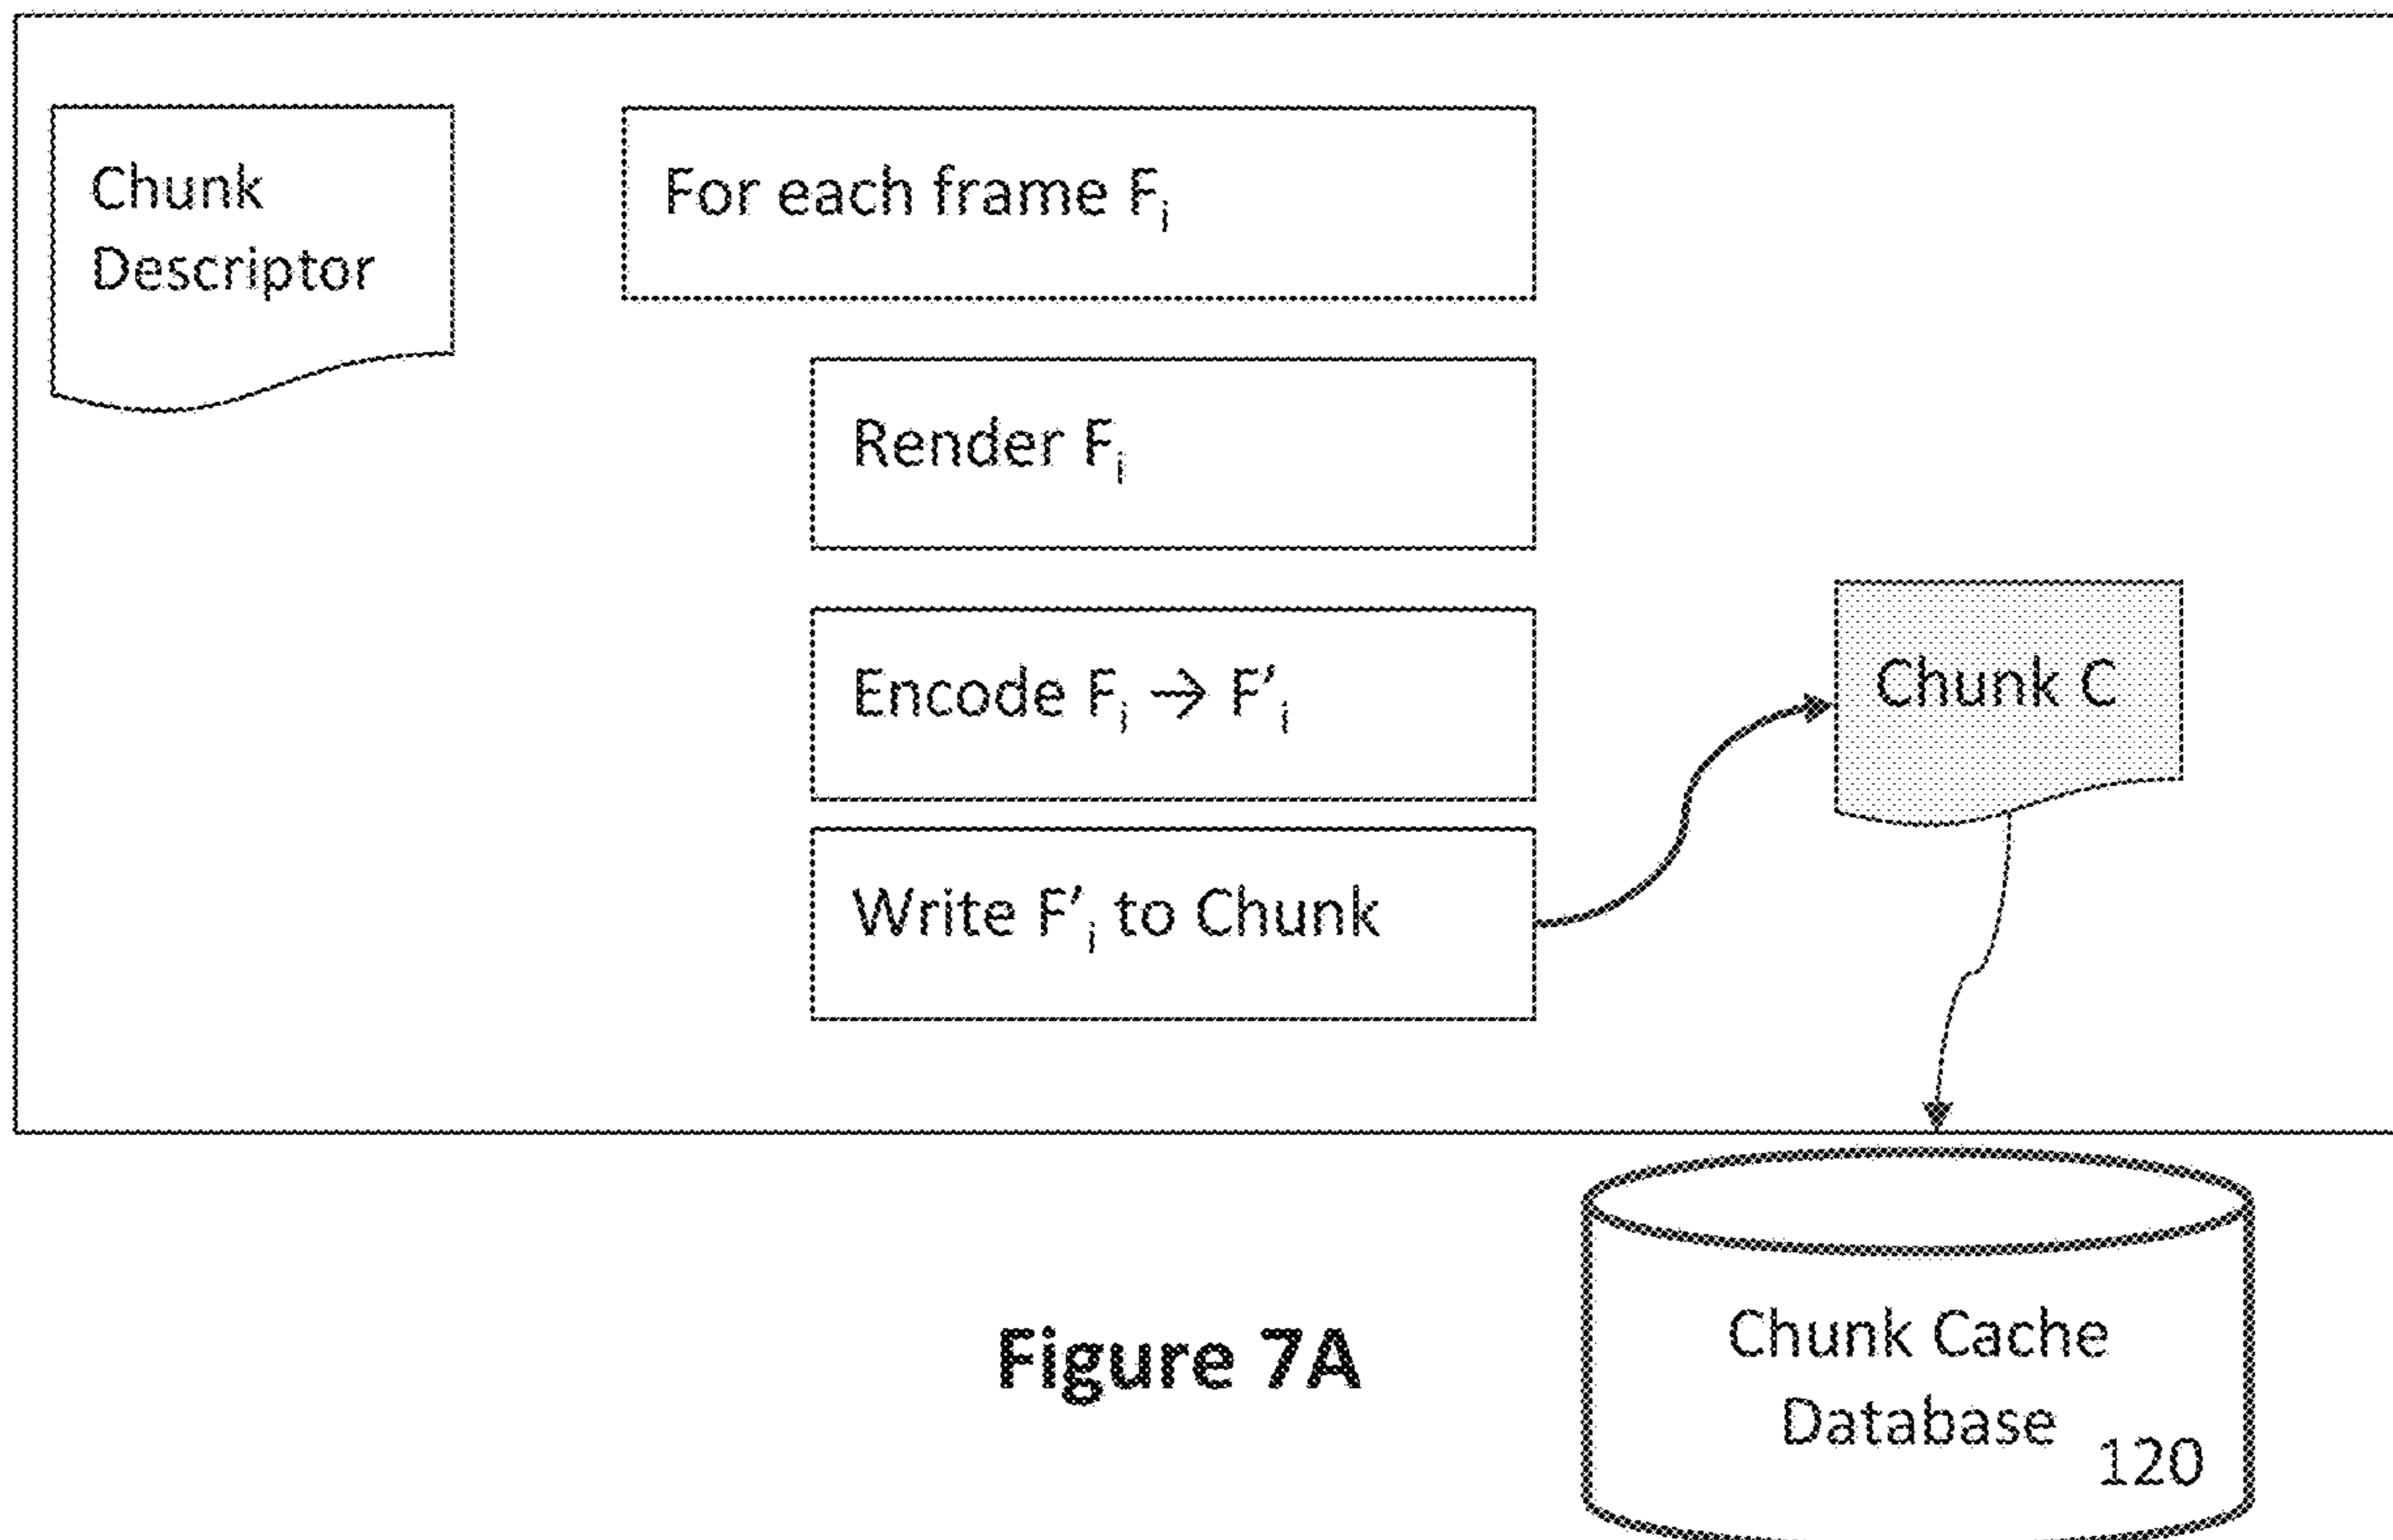 Chunk
Descriptor
For each frame Fᵢ
Render Fᵢ
Encode Fᵢ → F'ᵢ
Write F'ᵢ to Chunk
Chunk C
Chunk Cache
Database
120
Figure 7A